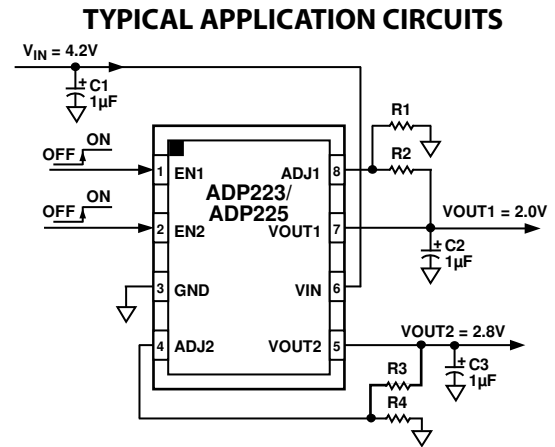 TYPICAL APPLICATION CIRCUITS
VIN = 4.2V
C1
1µF
+
R1
R2
ON
OFF
ON
OFF
1 EN1
2 EN2
3 GND
4 ADJ2
ADP223/
ADP225
ADJ1 8
VOUT1 7
VIN 6
VOUT2 5
VOUT1 = 2.0V
+
C2
1µF
VOUT2 = 2.8V
R3
R4
+
C3
1µF